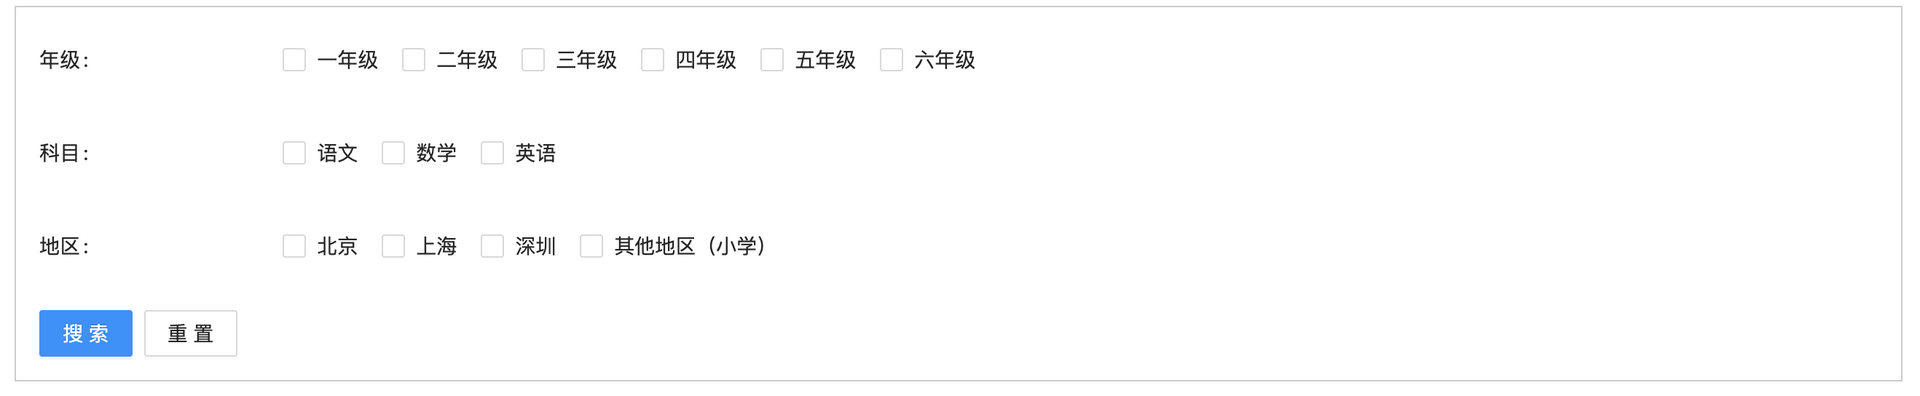 年级： 一年级 二年级 三年级 四年级 五年级 六年级
科目： 语文 数学 英语
地区： 北京 上海 深圳 其他地区（小学）
搜 索 重 置